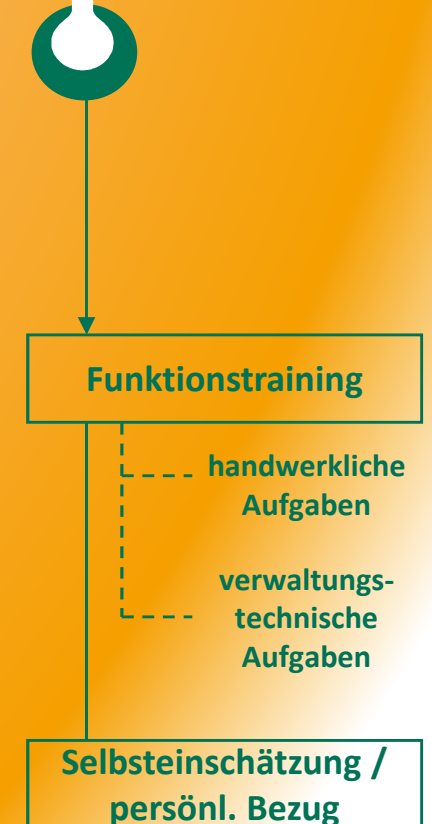 Funktionstraining
handwerkliche
Aufgaben
verwaltungs-
technische
Aufgaben
Selbsteinschätzung /
persönl. Bezug